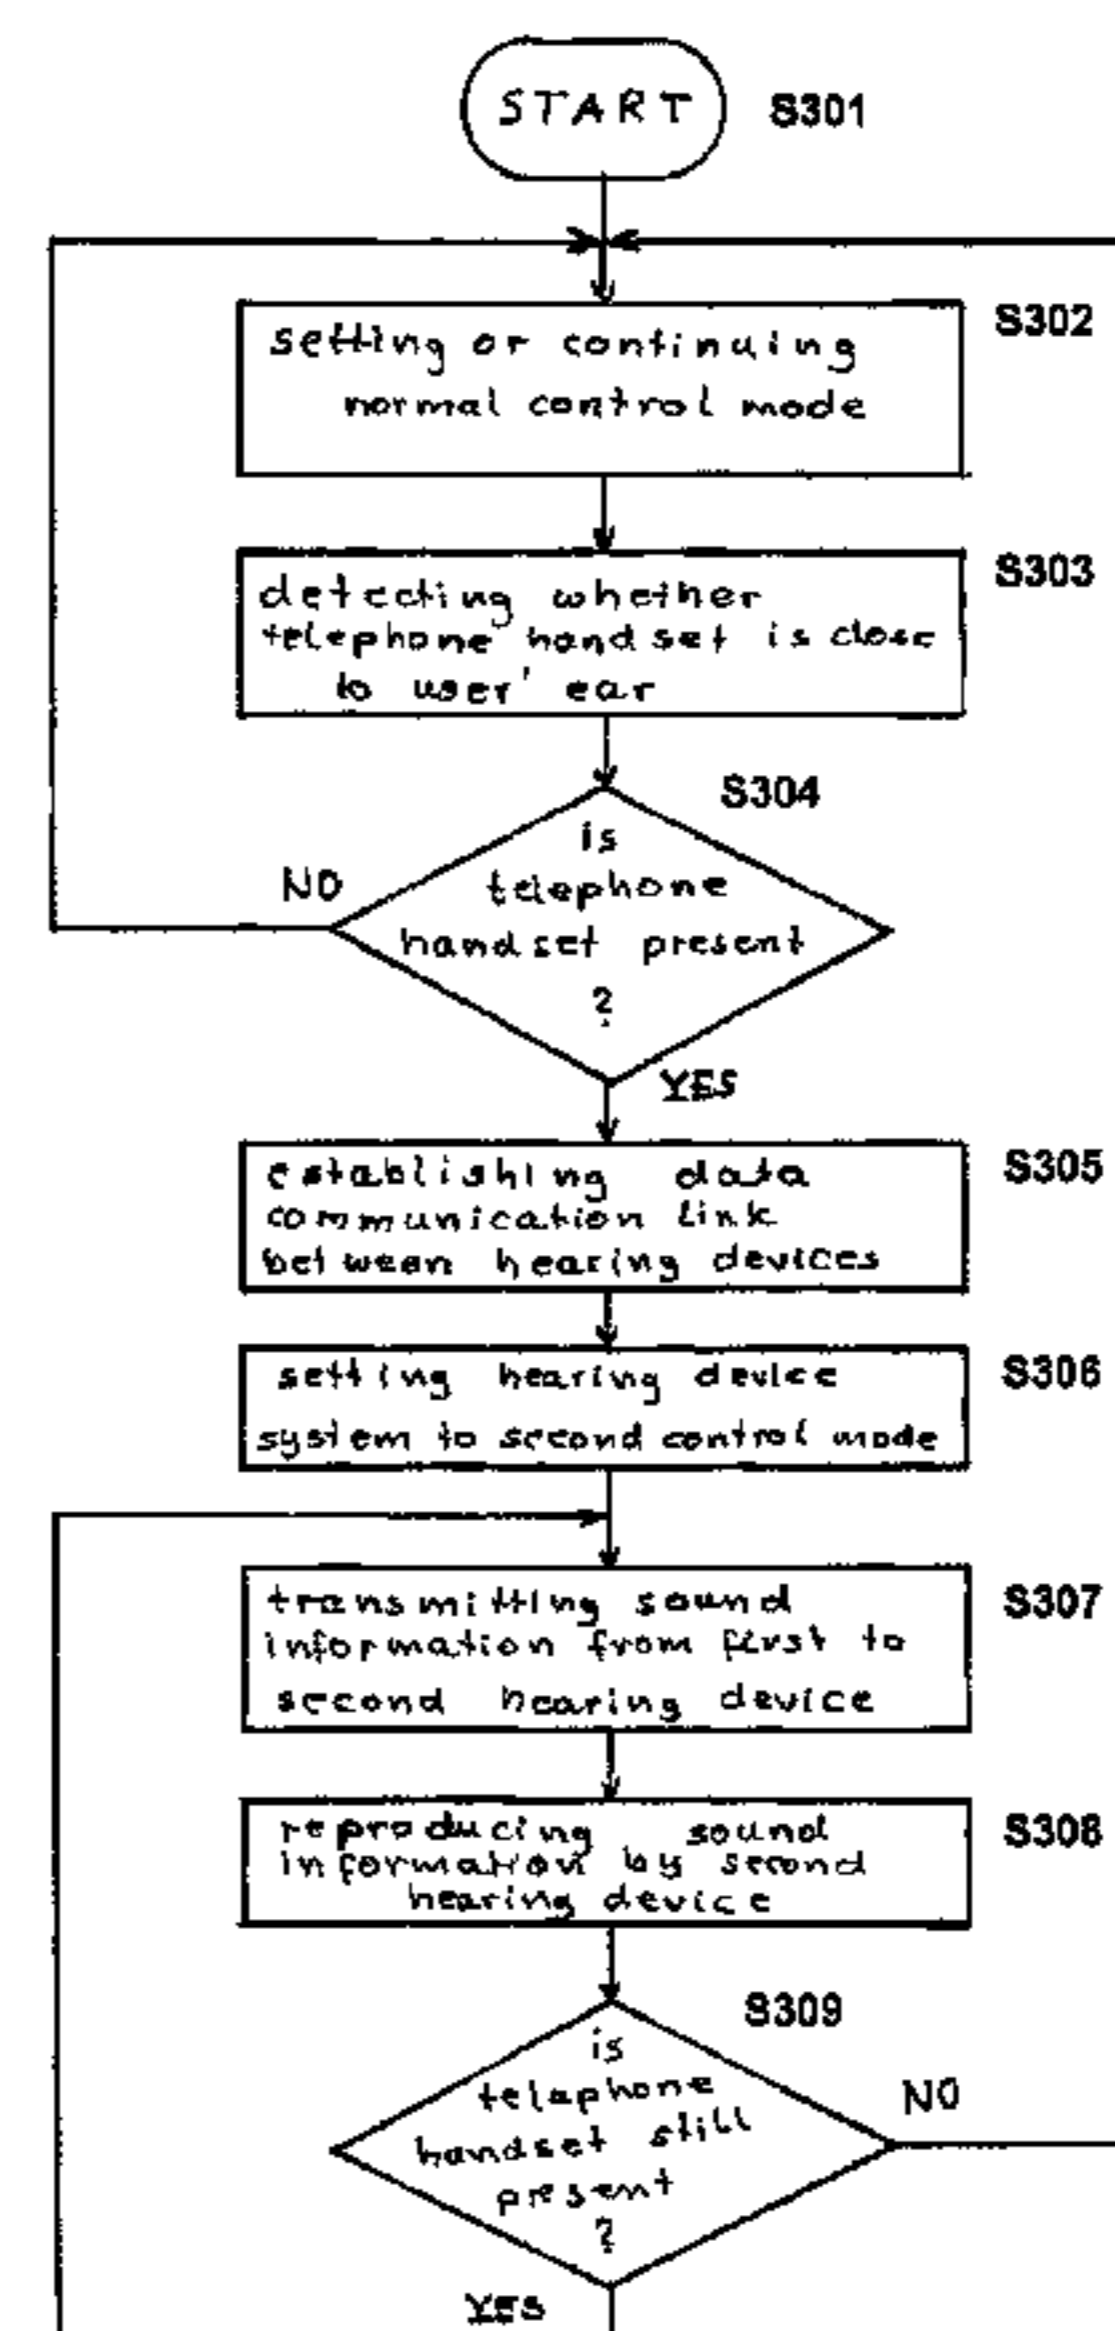 START
S301
S302
setting or continuing
normal control mode
S303
detecting whether
telephone handset is close
to user' ear
S304
is
telephone
handset present
?
NO
YES
S305
establishing data
communication link
between hearing devices
S306
setting hearing device
system to second control mode
S307
transmitting sound
information from first to
second hearing device
S308
reproducing sound
information by second
hearing device
S309
is
telephone
handset still
present
?
NO
YES